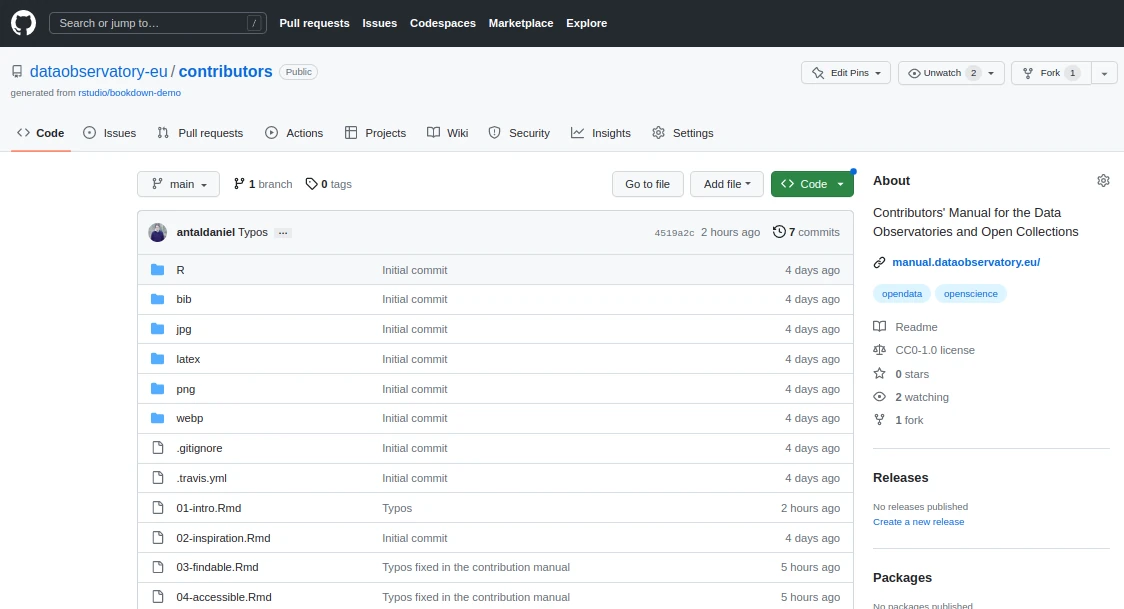 Search or jump to… /
Pull requests Issues Codespaces Marketplace Explore
dataobservatory-eu / contributors Public
Edit Pins Unwatch 2 Fork 1
generated from rstudio/bookdown-demo
Code Issues Pull requests Actions Projects Wiki Security Insights Settings
main 1 branch 0 tags Go to file Add file Code
antaldaniel Typos … 4519a2c 2 hours ago 7 commits
R Initial commit 4 days ago
bib Initial commit 4 days ago
jpg Initial commit 4 days ago
latex Initial commit 4 days ago
png Initial commit 4 days ago
webp Initial commit 4 days ago
.gitignore Initial commit 4 days ago
.travis.yml Initial commit 4 days ago
01-intro.Rmd Typos 2 hours ago
02-inspiration.Rmd Initial commit 4 days ago
03-findable.Rmd Typos fixed in the contribution manual 5 hours ago
04-accessible.Rmd Typos fixed in the contribution manual 5 hours ago
About
Contributors' Manual for the Data
Observatories and Open Collections
manual.dataobservatory.eu/
opendata openscience
Readme
CC0-1.0 license
0 stars
2 watching
1 fork
Releases
No releases published
Create a new release
Packages
No packages published